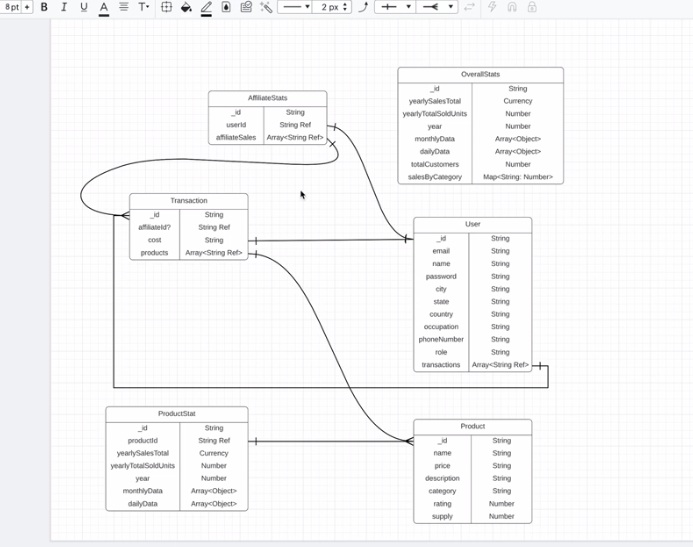 8 pt + B I U A T 2 px
OverallStats
_id String
yearlySalesTotal Currency
yearlyTotalSoldUnits Number
year Number
monthlyData Array<Object>
dailyData Array<Object>
totalCustomers Number
salesByCategory Map<String: Number>
AffiliateStats
_id String
userId String Ref
affiliateSales Array<String Ref>
Transaction
_id String
affiliateId? String Ref
cost String
products Array<String Ref>
User
_id String
email String
name String
password String
city String
state String
country String
occupation String
phoneNumber String
role String
transactions Array<String Ref>
ProductStat
_id String
productId String Ref
yearlySalesTotal Currency
yearlyTotalSoldUnits Number
year Number
monthlyData Array<Object>
dailyData Array<Object>
Product
_id String
name String
price String
description String
category String
rating Number
supply Number